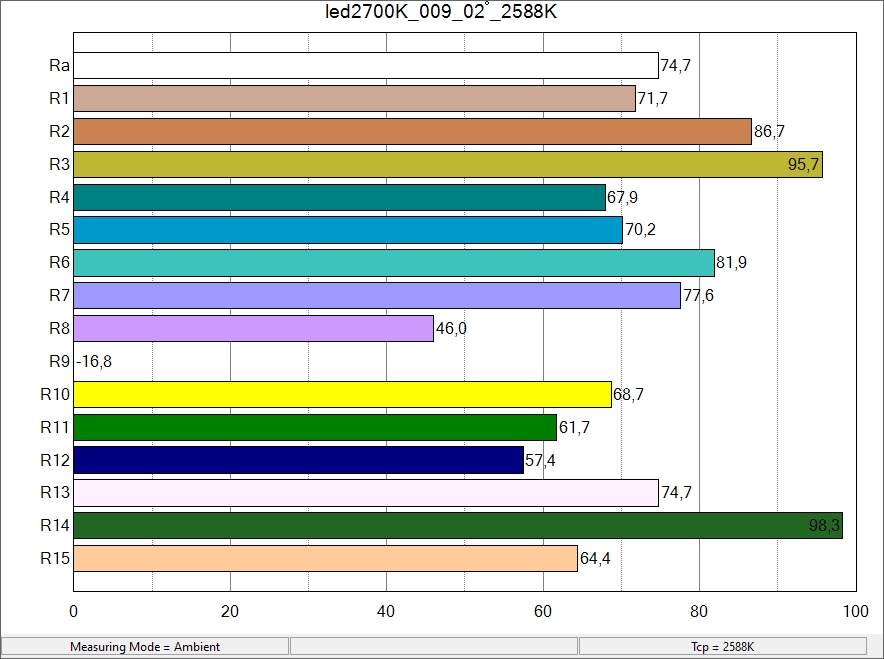 led2700K_009_02°_2588K
Ra 74,7
R1 71,7
R2 86,7
R3 95,7
R4 67,9
R5 70,2
R6 81,9
R7 77,6
R8 46,0
R9 -16,8
R10 68,7
R11 61,7
R12 57,4
R13 74,7
R14 98,3
R15 64,4
0 20 40 60 80 100
Measuring Mode = Ambient Tcp = 2588K